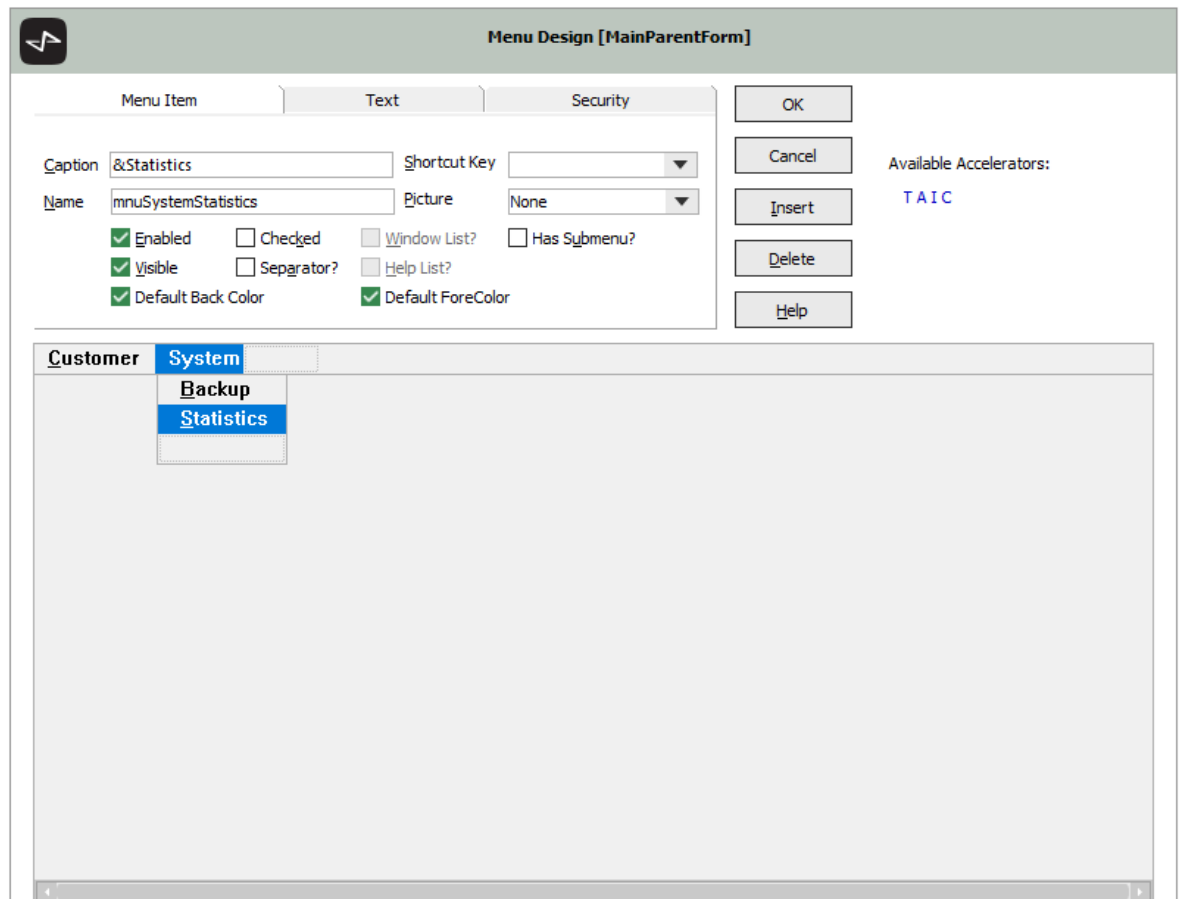 Menu Design [MainParentForm]
Menu Item Text Security
OK
Caption &Statistics Shortcut Key
Cancel
Available Accelerators:
Name mnuSystemStatistics Picture None
Insert
T A I C
Enabled Checked Window List? Has Submenu?
Visible Separator? Help List?
Delete
Default Back Color Default ForeColor
Help
Customer System
Backup
Statistics